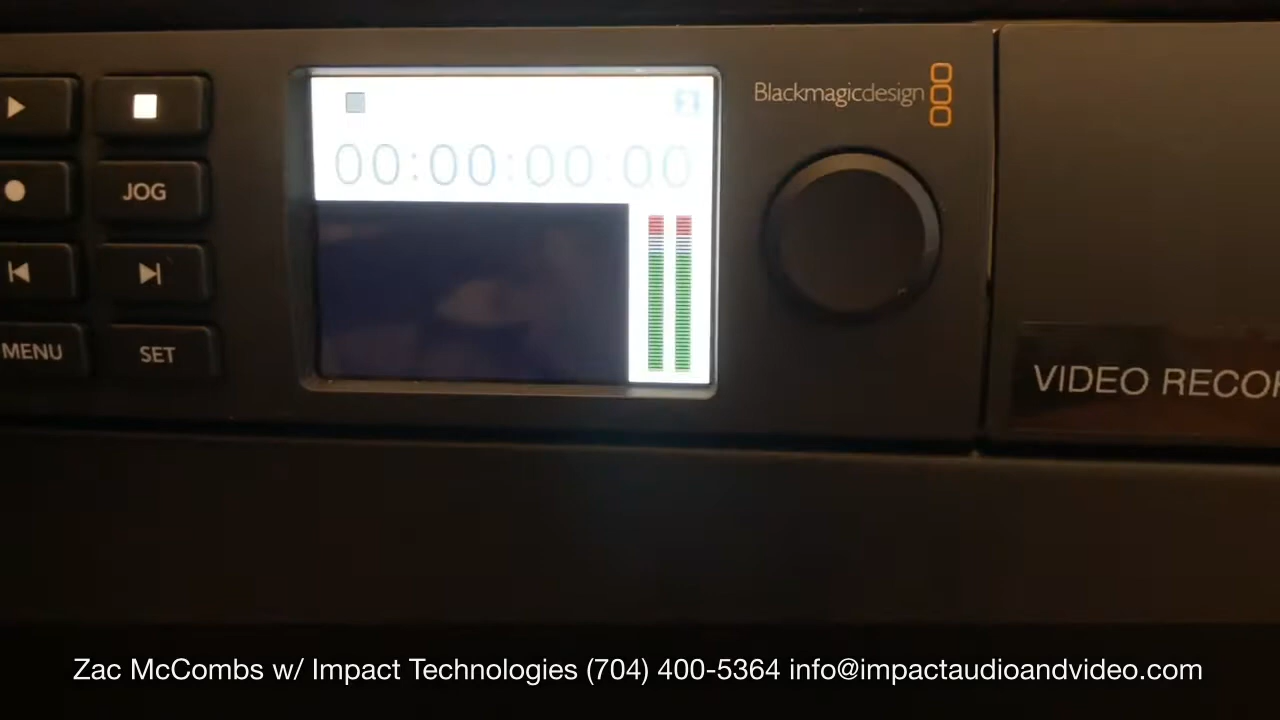 Blackmagicdesign
00:00:00:00
JOG
MENU
SET
VIDEO
Zac McCombs w/ Impact Technologies (704) 400-5364 info@impactaudioandvideo.com